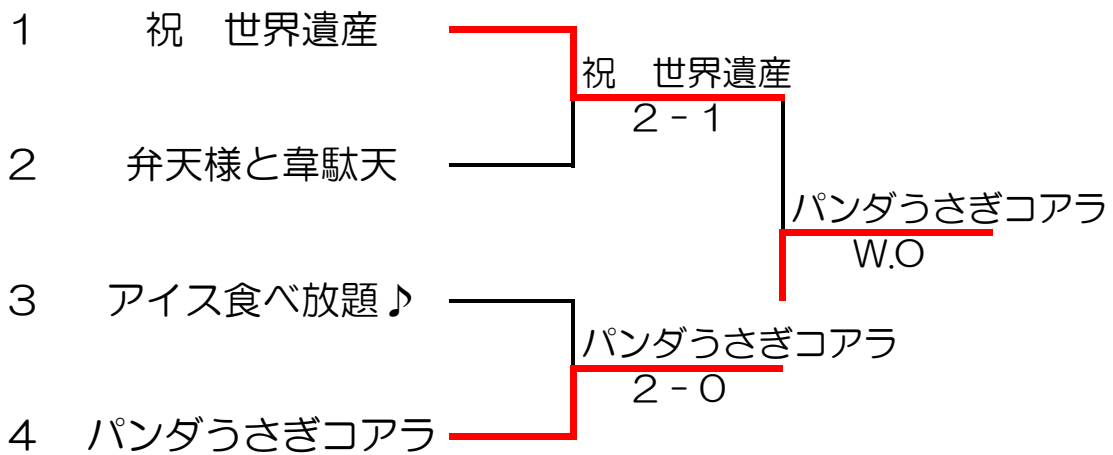 1 祝　世界遺産
祝　世界遺産
2－1
2 弁天様と韋駄天
パンダうさぎコアラ
W.O
3 アイス食べ放題♪
パンダうさぎコアラ
2－0
4 パンダうさぎコアラ